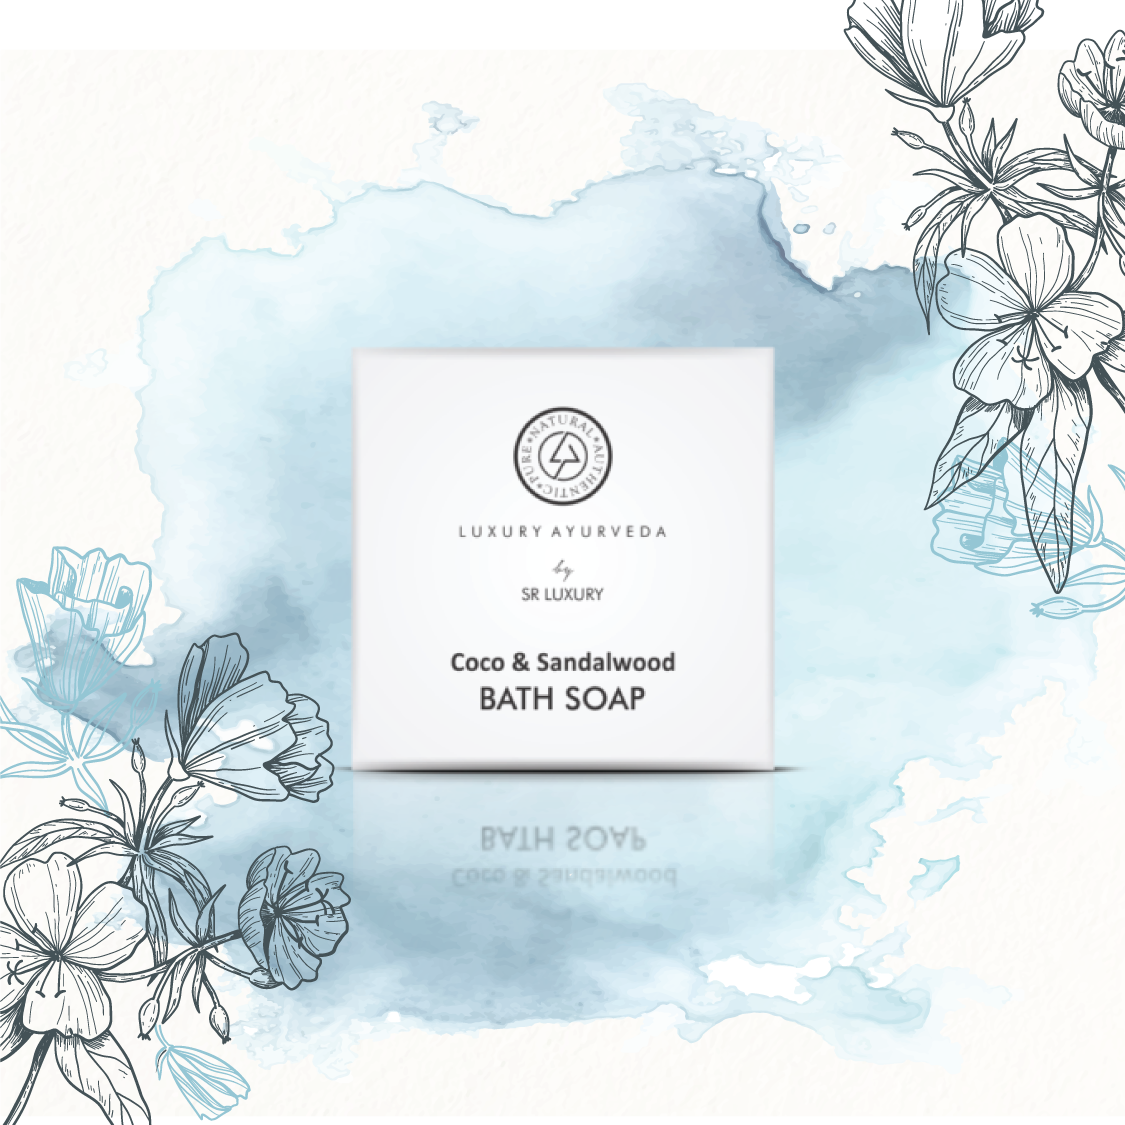 PURE • NATURAL • AUTHENTIC •
LUXURY AYURVEDA
by
SR LUXURY
Coco & Sandalwood
BATH SOAP
BATH SOAP
Coco & Sandalwood